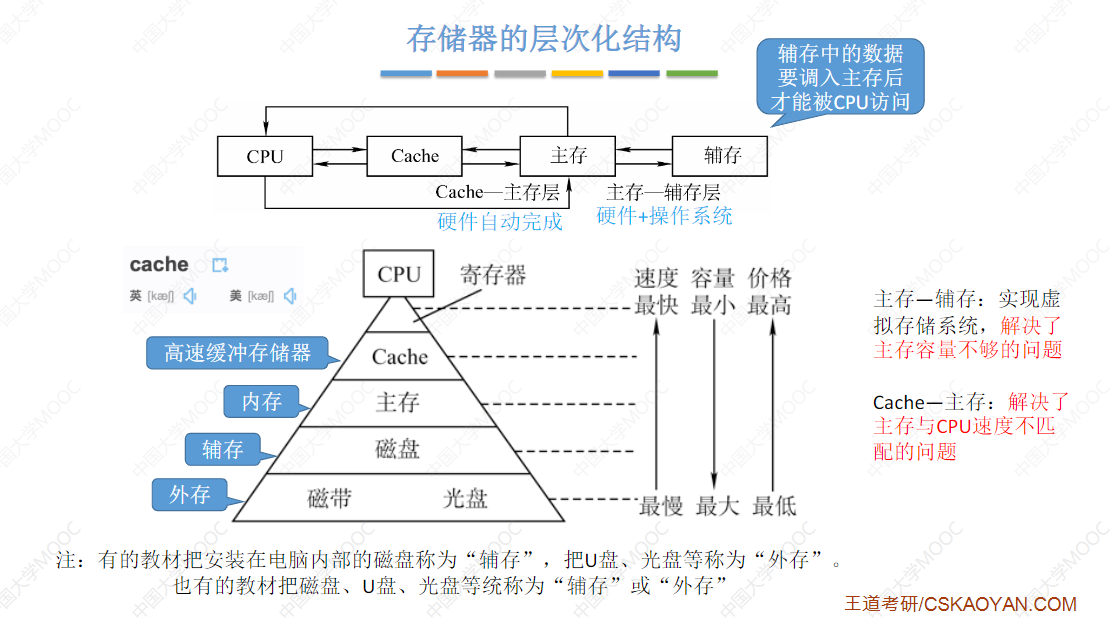 存储器的层次化结构
辅存中的数据
要调入主存后
才能被CPU访问
CPU
Cache
主存
辅存
Cache—主存层
主存—辅存层
硬件自动完成
硬件+操作系统
cache
英 [kæʃ]
美 [kæʃ]
CPU
寄存器
速度 容量 价格
最快 最小 最高
高速缓冲存储器
Cache
内存
主存
辅存
磁盘
外存
磁带
光盘
最慢 最大 最低
主存—辅存：实现虚
拟存储系统，解决了
主存容量不够的问题
Cache—主存：解决了
主存与CPU速度不匹
配的问题
注：有的教材把安装在电脑内部的磁盘称为“辅存”，把U盘、光盘等称为“外存”。
也有的教材把磁盘、U盘、光盘等统称为“辅存”或“外存”
王道考研/CSKAOYAN.COM
中国大学MOOC